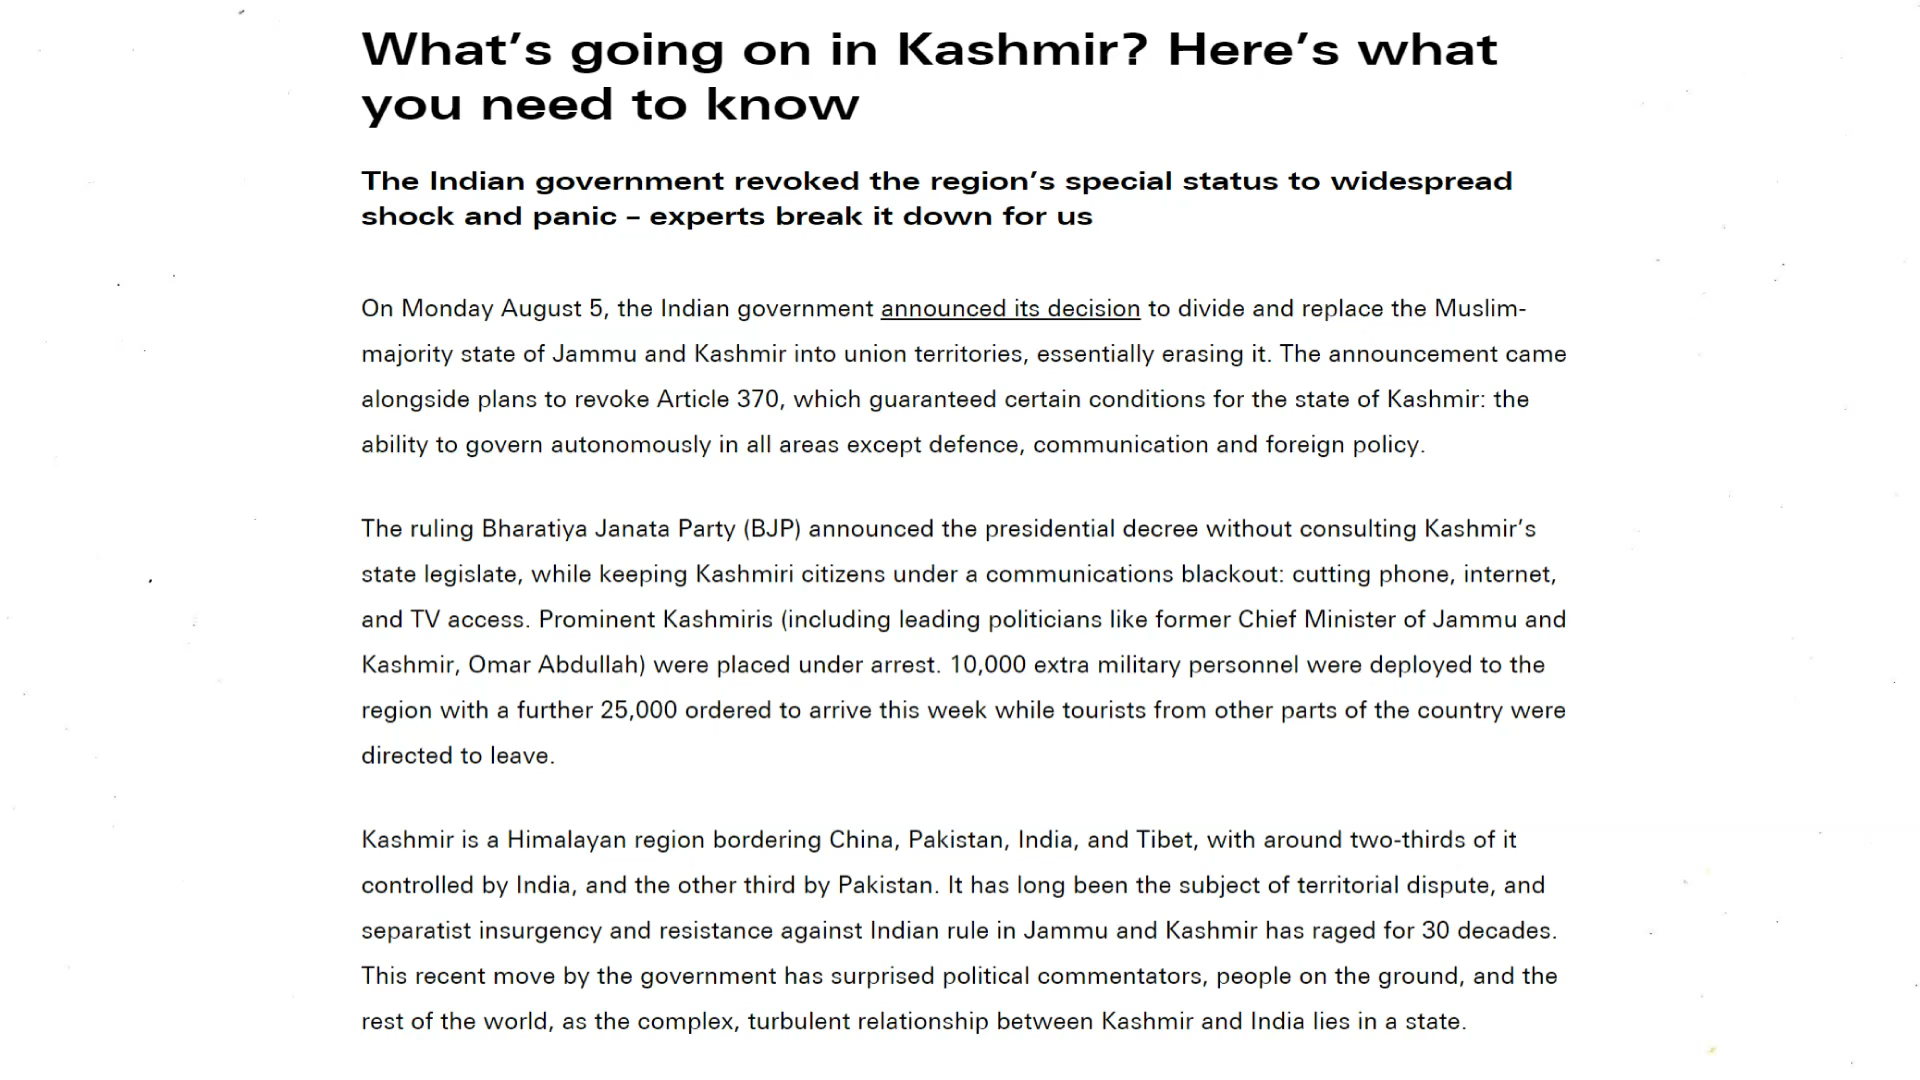 What’s going on in Kashmir? Here’s what
you need to know
The Indian government revoked the region’s special status to widespread
shock and panic – experts break it down for us
On Monday August 5, the Indian government announced its decision to divide and replace the Muslim-
majority state of Jammu and Kashmir into union territories, essentially erasing it. The announcement came
alongside plans to revoke Article 370, which guaranteed certain conditions for the state of Kashmir: the
ability to govern autonomously in all areas except defence, communication and foreign policy.
The ruling Bharatiya Janata Party (BJP) announced the presidential decree without consulting Kashmir’s
state legislate, while keeping Kashmiri citizens under a communications blackout: cutting phone, internet,
and TV access. Prominent Kashmiris (including leading politicians like former Chief Minister of Jammu and
Kashmir, Omar Abdullah) were placed under arrest. 10,000 extra military personnel were deployed to the
region with a further 25,000 ordered to arrive this week while tourists from other parts of the country were
directed to leave.
Kashmir is a Himalayan region bordering China, Pakistan, India, and Tibet, with around two-thirds of it
controlled by India, and the other third by Pakistan. It has long been the subject of territorial dispute, and
separatist insurgency and resistance against Indian rule in Jammu and Kashmir has raged for 30 decades.
This recent move by the government has surprised political commentators, people on the ground, and the
rest of the world, as the complex, turbulent relationship between Kashmir and India lies in a state.